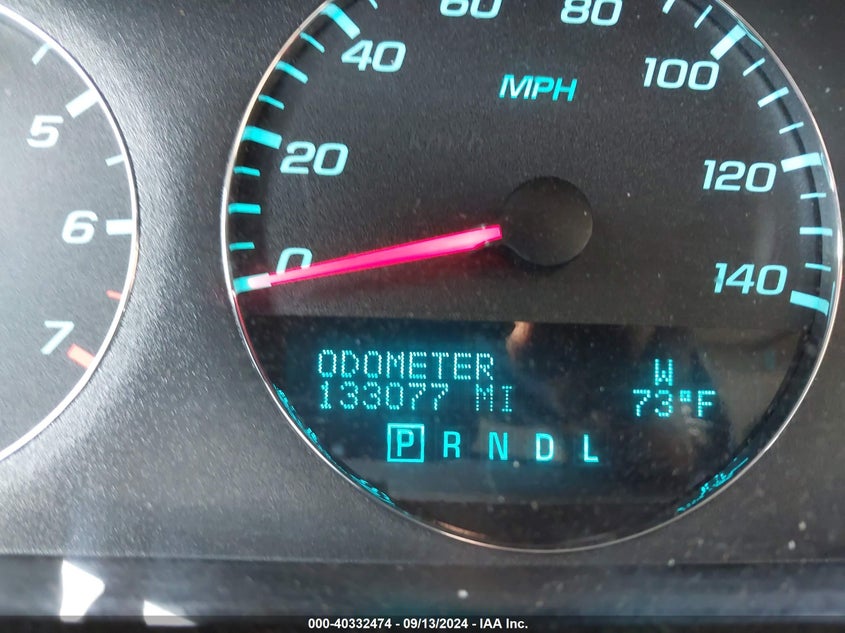 60 80
40 100
MPH
5
20 120
6
0 140
7
ODOMETER W
133077 MI 73°F
P R N D L
000-40332474 - 09/13/2024 - IAA Inc.